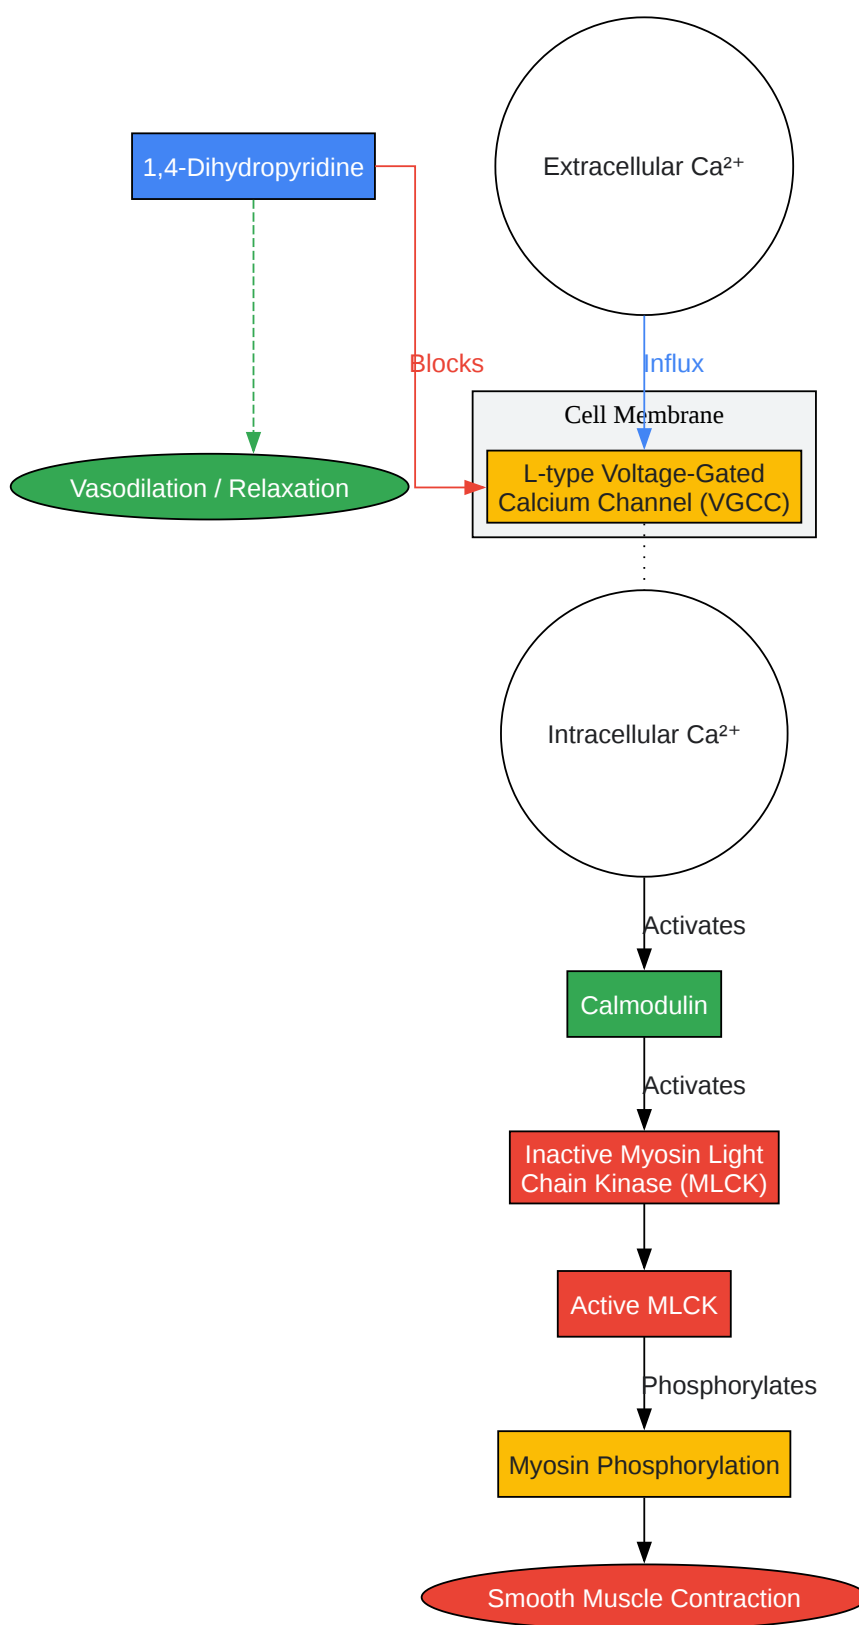 Extracellular Ca²⁺
1,4-Dihydropyridine
Blocks
Influx
Cell Membrane
L-type Voltage-Gated
Calcium Channel (VGCC)
Vasodilation / Relaxation
Intracellular Ca²⁺
Activates
Calmodulin
Activates
Inactive Myosin Light
Chain Kinase (MLCK)
Active MLCK
Phosphorylates
Myosin Phosphorylation
Smooth Muscle Contraction